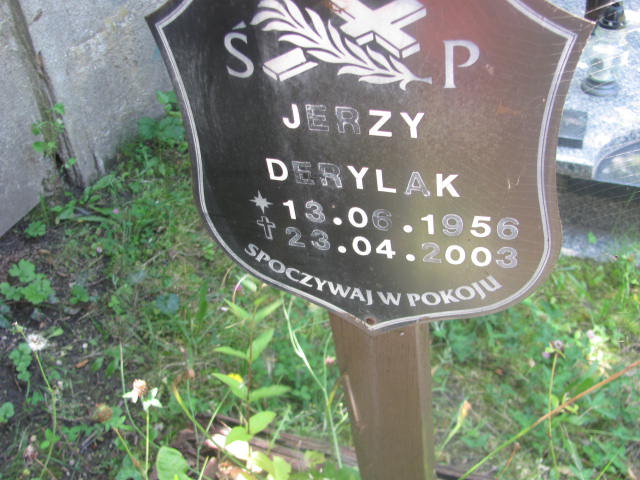 Ś P
JERZY
DERYLAK
13.06.1956
23.04.2003
SPOCZYWAJ W POKOJU